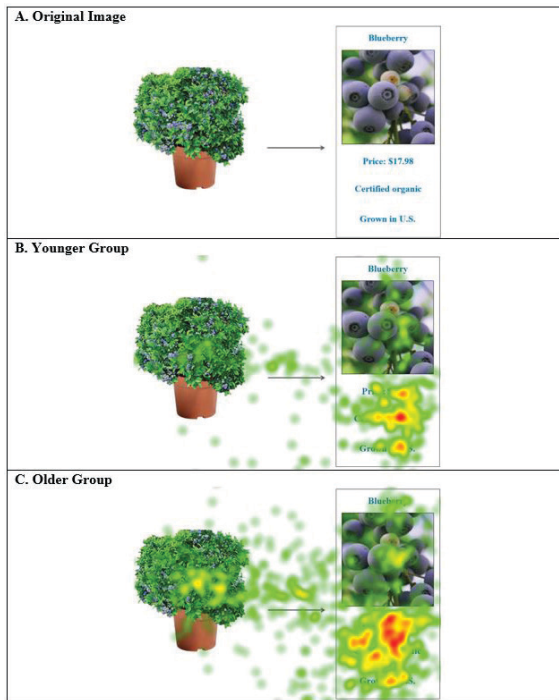 A. Original Image
Blueberry
Price: $17.98
Certified organic
Grown in U.S.
B. Younger Group
Blueberry
C. Older Group